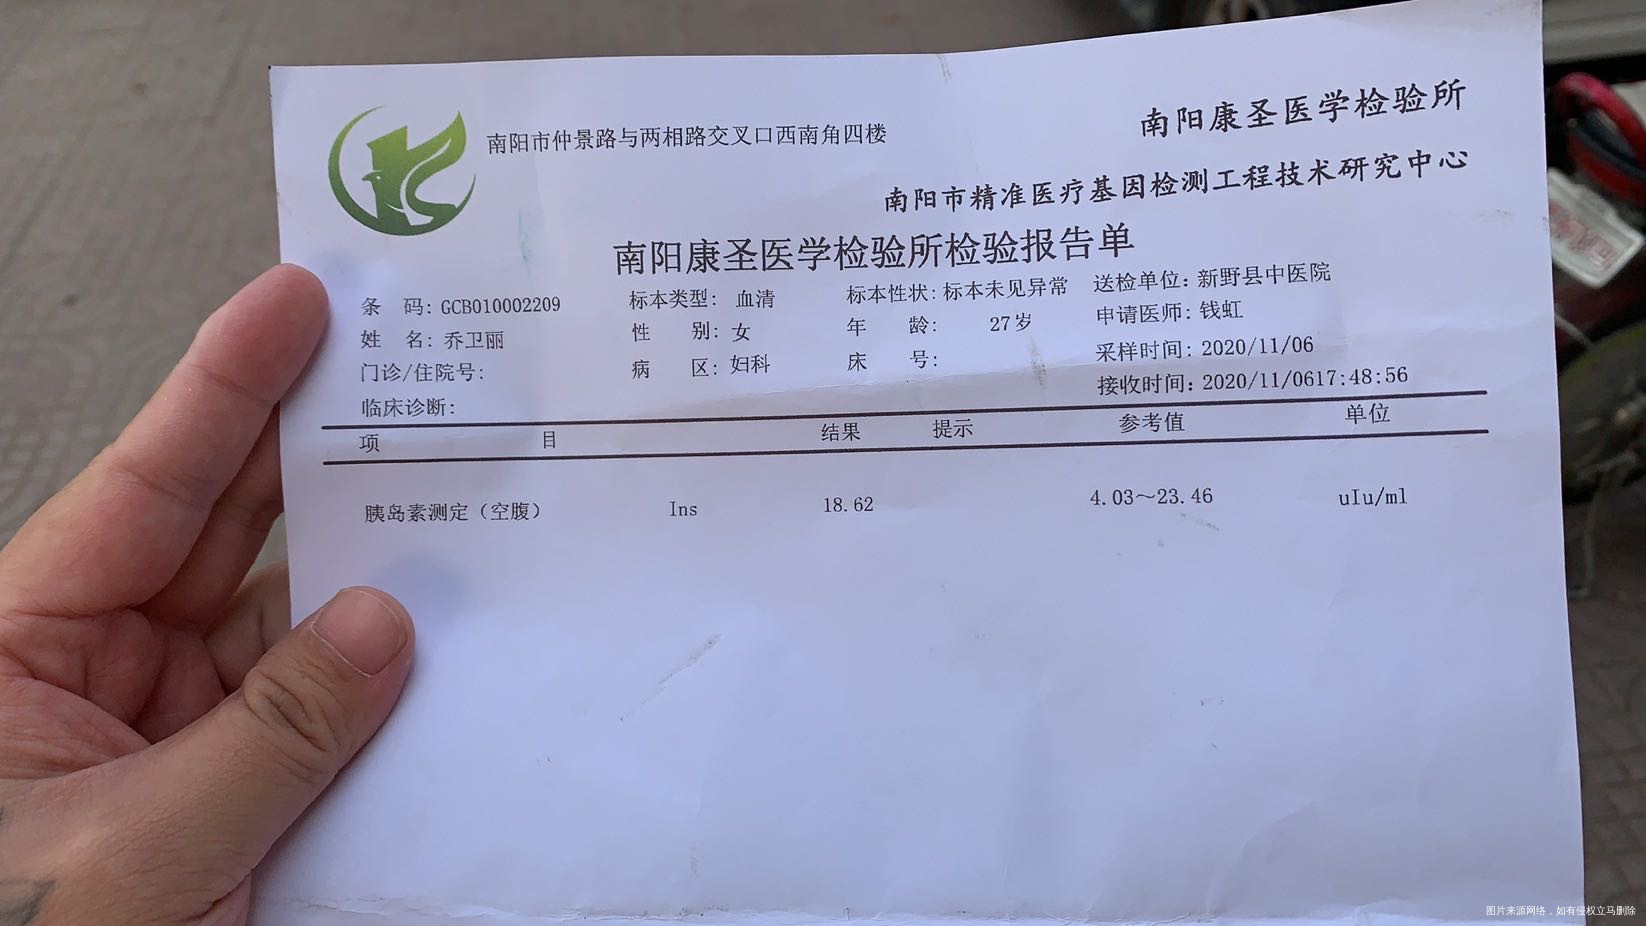 南阳市仲景路与两相路交叉口西南角四楼
南阳康圣医学检验所
南阳市精准医疗基因检测工程技术研究中心
南阳康圣医学检验所检验报告单
条 码: GCB010002209 标本类型: 血清 标本性状: 标本未见异常 送检单位: 新野县中医院
姓 名: 乔卫丽 性 别: 女 年 龄: 27岁 申请医师: 钱虹
门诊/住院号: 病 区: 妇科 床 号: 采样时间: 2020/11/06
临床诊断: 接收时间: 2020/11/0617:48:56
项 目 结果 提示 参考值 单位
胰岛素测定（空腹） Ins 18.62 4.03～23.46 uIu/ml
图片来源网络，如有侵权立马删除